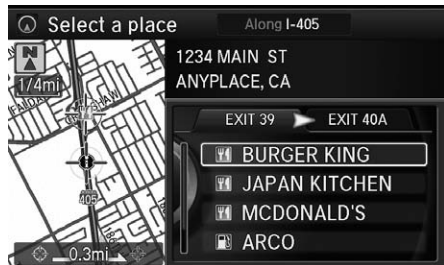 Select a place
Along I-405
N
1/4mi
1234 MAIN ST
ANYPLACE, CA
EXIT 39 EXIT 40A
BURGER KING
JAPAN KITCHEN
MCDONALD'S
ARCO
405
0.3mi